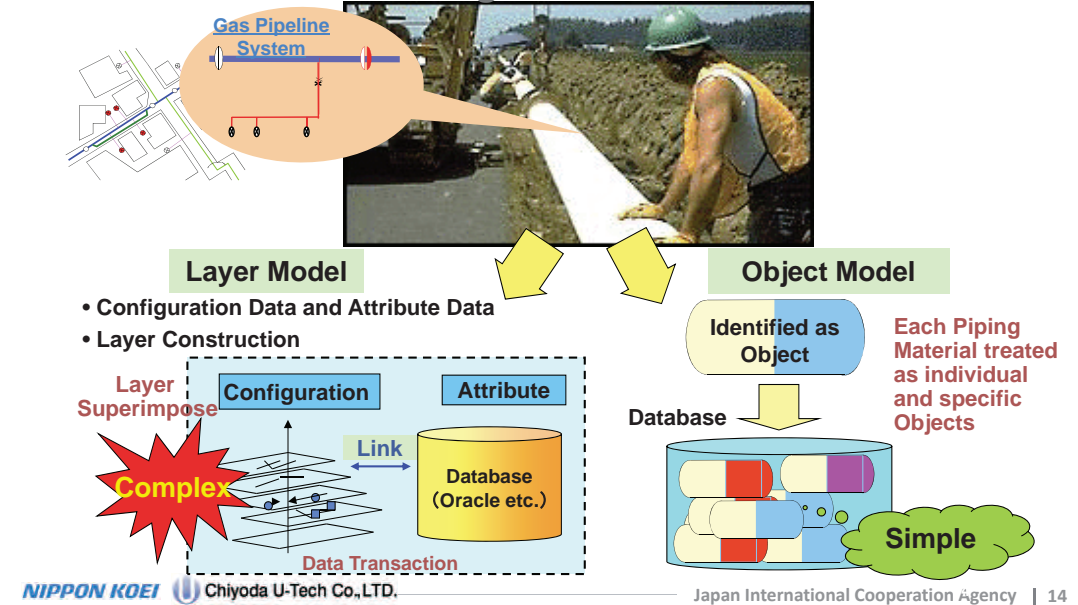 Gas Pipeline
System
Layer Model
• Configuration Data and Attribute Data
• Layer Construction
Layer
Superimpose
Configuration
Attribute
Complex
Link
Database
（Oracle etc.）
Data Transaction
Object Model
Identified as
Object
Each Piping
Material treated
as individual
and specific
Objects
Database
Simple
NIPPON KOEI
Chiyoda U-Tech Co.,LTD.
Japan International Cooperation Agency | 14